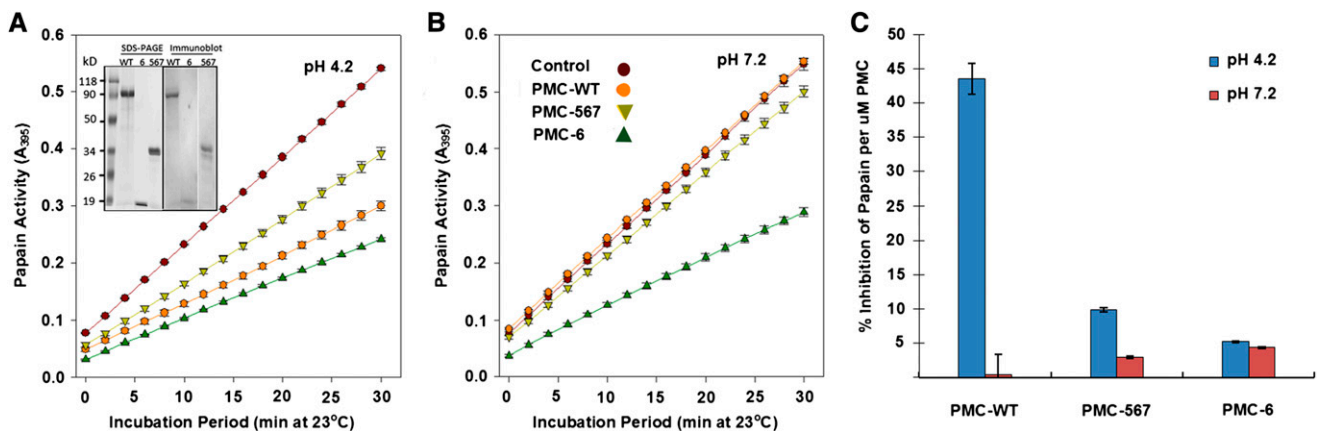 A
0.6
0.5
0.4
0.3
0.2
0.1
0.0
Papain Activity (A395)
SDS-PAGE Immunoblot
kD WT 6 567 WT 6 567
118
90
50
34
26
19
pH 4.2
0 5 10 15 20 25 30
Incubation Period (min at 23°C)
B
0.6
0.5
0.4
0.3
0.2
0.1
0.0
Papain Activity (A395)
pH 7.2
Control
PMC-WT
PMC-567
PMC-6
0 5 10 15 20 25 30
Incubation Period (min at 23°C)
C
50
45
40
35
30
25
20
15
10
5
% Inhibition of Papain per uM PMC
pH 4.2
pH 7.2
PMC-WT PMC-567 PMC-6